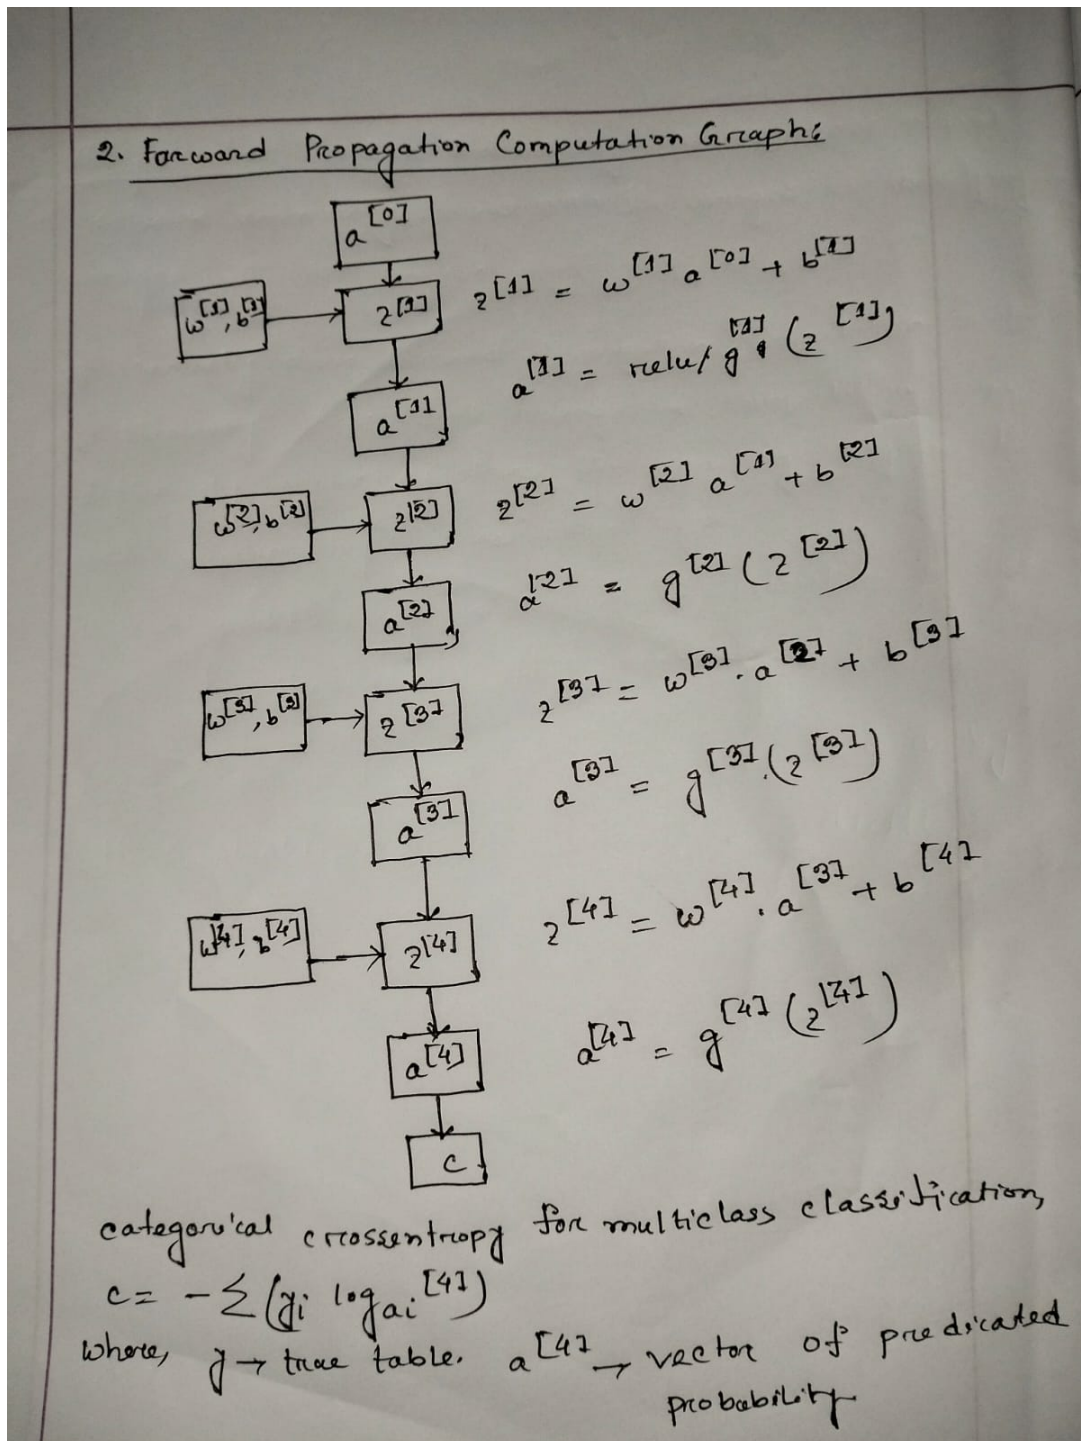 2. Forward Propagation Computation Graph:
a^[0]
w^[1], b^[1]
z^[1]
z^[1] = w^[1] a^[0] + b^[1]
a^[1] = relu/ g^[1] (z^[1])
a^[1]
w^[2], b^[2]
z^[2]
z^[2] = w^[2] a^[1] + b^[2]
a^[2] = g^[2] (z^[2])
a^[2]
w^[3], b^[3]
z^[3]
z^[3] = w^[3] . a^[2] + b^[3]
a^[3] = g^[3] . (z^[3])
a^[3]
w^[4], b^[4]
z^[4]
z^[4] = w^[4] . a^[3] + b^[4]
a^[4] = g^[4] (z^[4])
a^[4]
c
categorical crossentropy for multiclass classification,
c = - Σ (yi log ai^[4])
where, y → true table. a^[4] → vector of predicated
probability